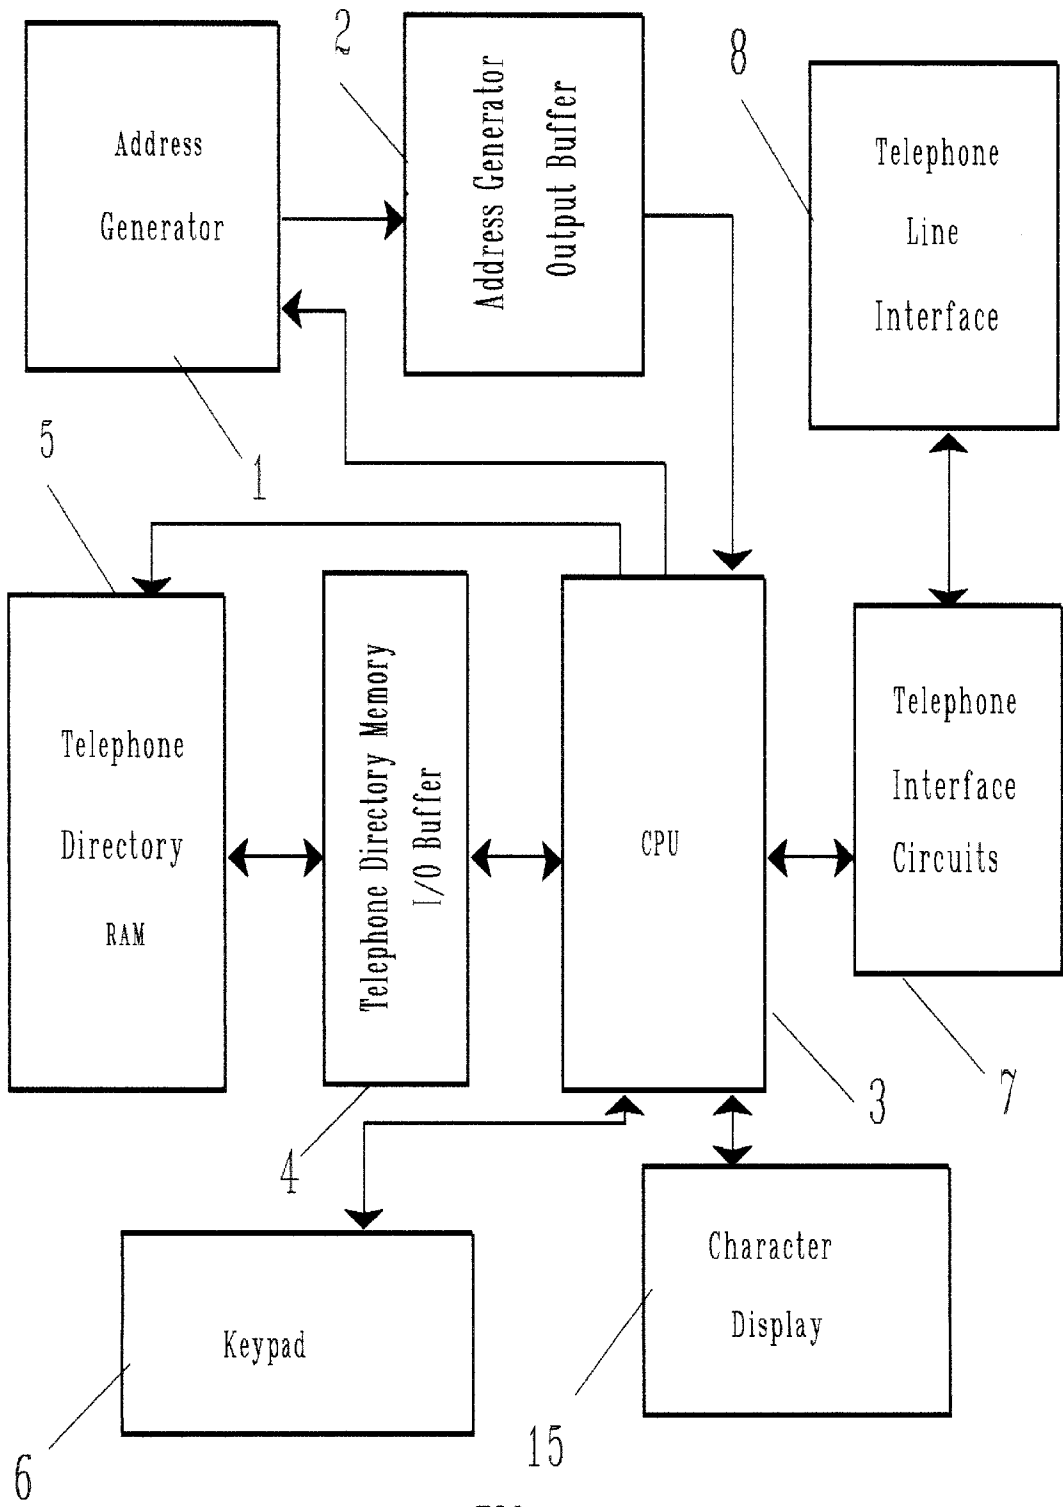 2
8
Address
Generator
Address Generator
Output Buffer
Telephone
Line
Interface
5
1
Telephone
Directory
RAM
Telephone Directory Memory
I/O Buffer
CPU
Telephone
Interface
Circuits
4
3
7
Keypad
Character
Display
6
15